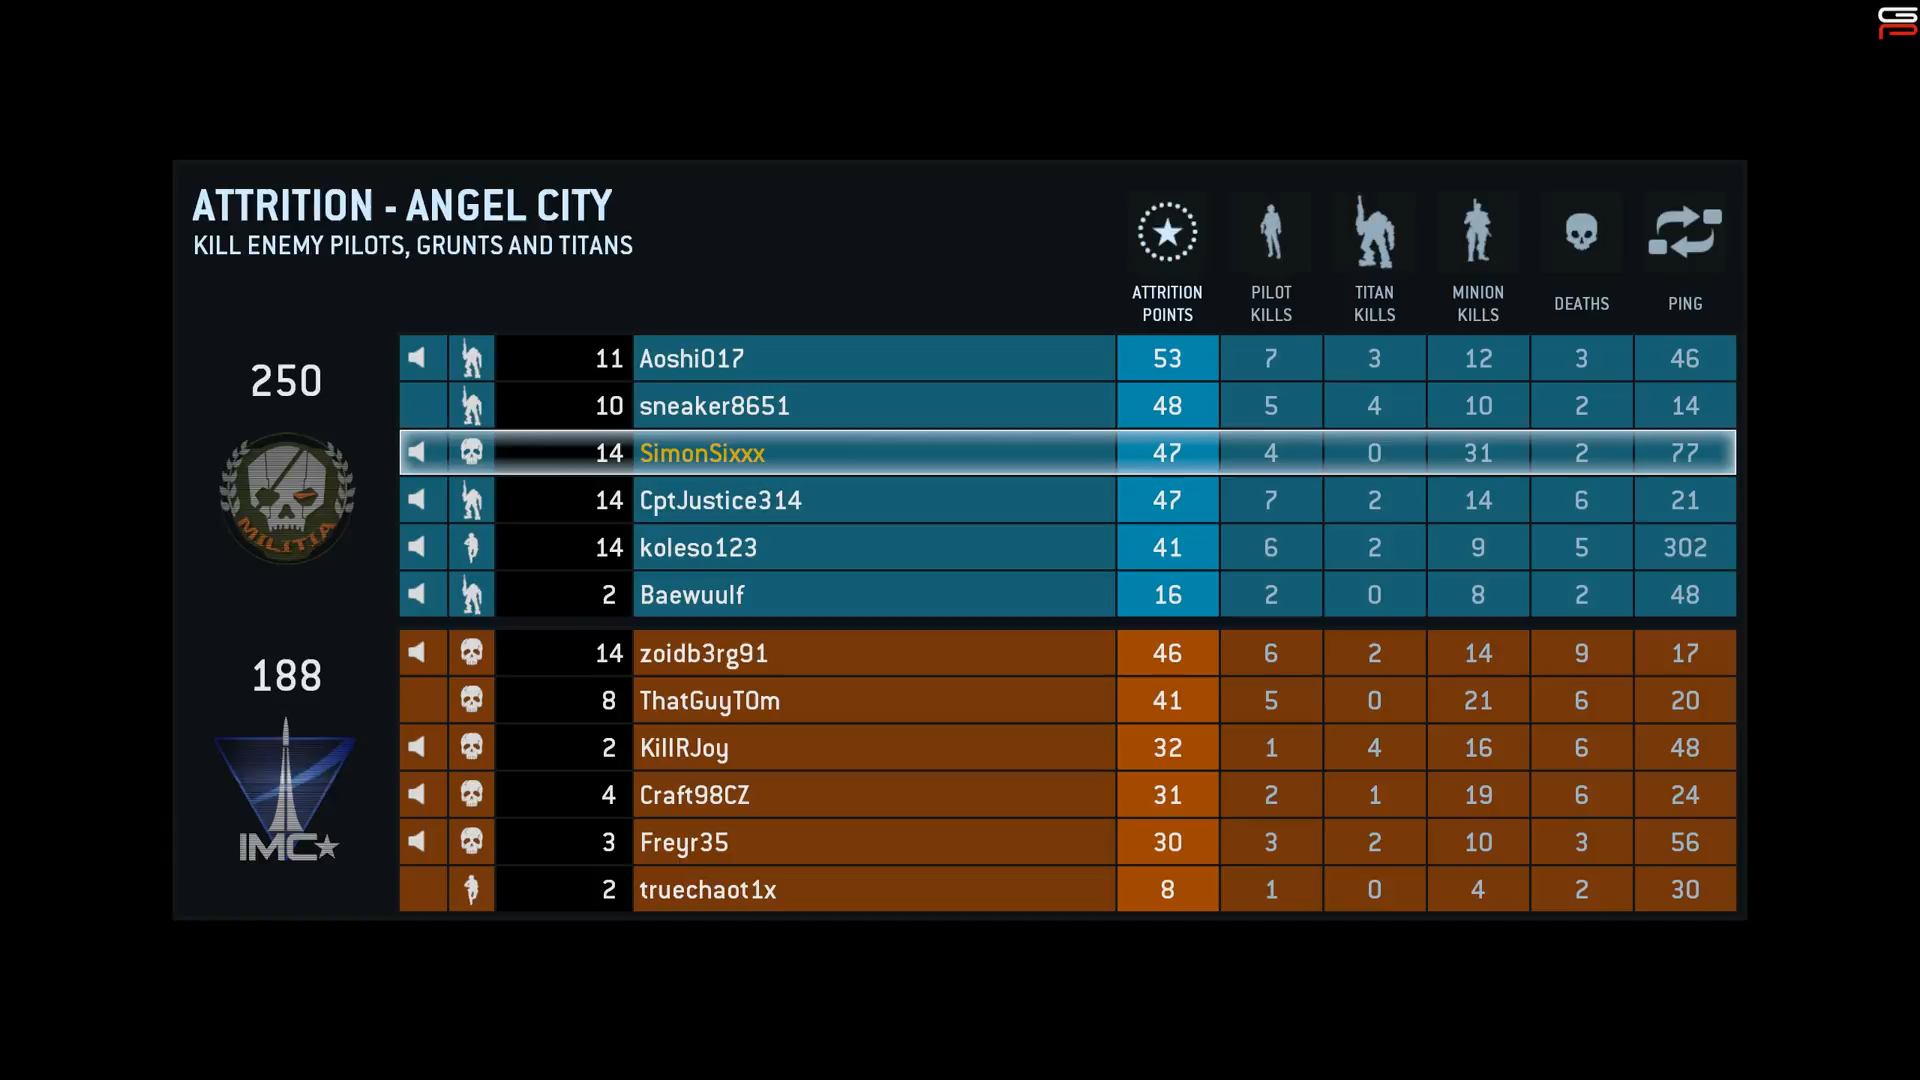 ATTRITION - ANGEL CITY
KILL ENEMY PILOTS, GRUNTS AND TITANS
ATTRITION POINTS
PILOT KILLS
TITAN KILLS
MINION KILLS
DEATHS
PING
250
MILITIA
11 Aoshi017 53 7 3 12 3 46
10 sneaker8651 48 5 4 10 2 14
14 SimonSixxx 47 4 0 31 2 77
14 CptJustice314 47 7 2 14 6 21
14 koleso123 41 6 2 9 5 302
2 Baewuulf 16 2 0 8 2 48
188
IMC
14 zoidb3rg91 46 6 2 14 9 17
8 ThatGuyT0m 41 5 0 21 6 20
2 KillRJoy 32 1 4 16 6 48
4 Craft98CZ 31 2 1 19 6 24
3 Freyr35 30 3 2 10 3 56
2 truechaot1x 8 1 0 4 2 30